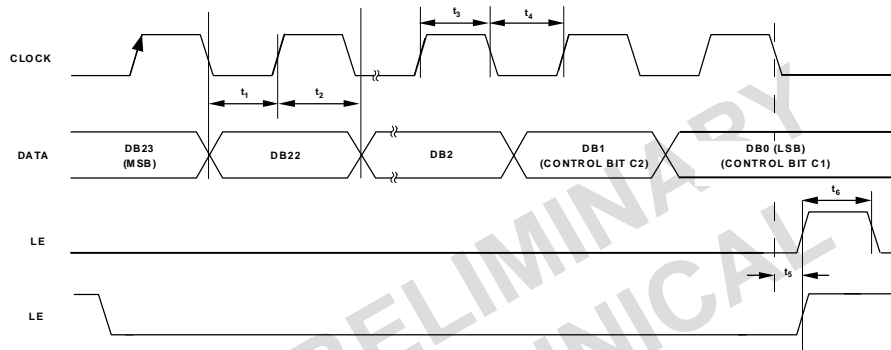 t3
t4
CLOCK
t1
t2
DATA
DB23
(MSB)
DB22
DB2
DB1
(CONTROL BIT C2)
DB0 (LSB)
(CONTROL BIT C1)
t6
LE
t5
LE
PRELIMINARY